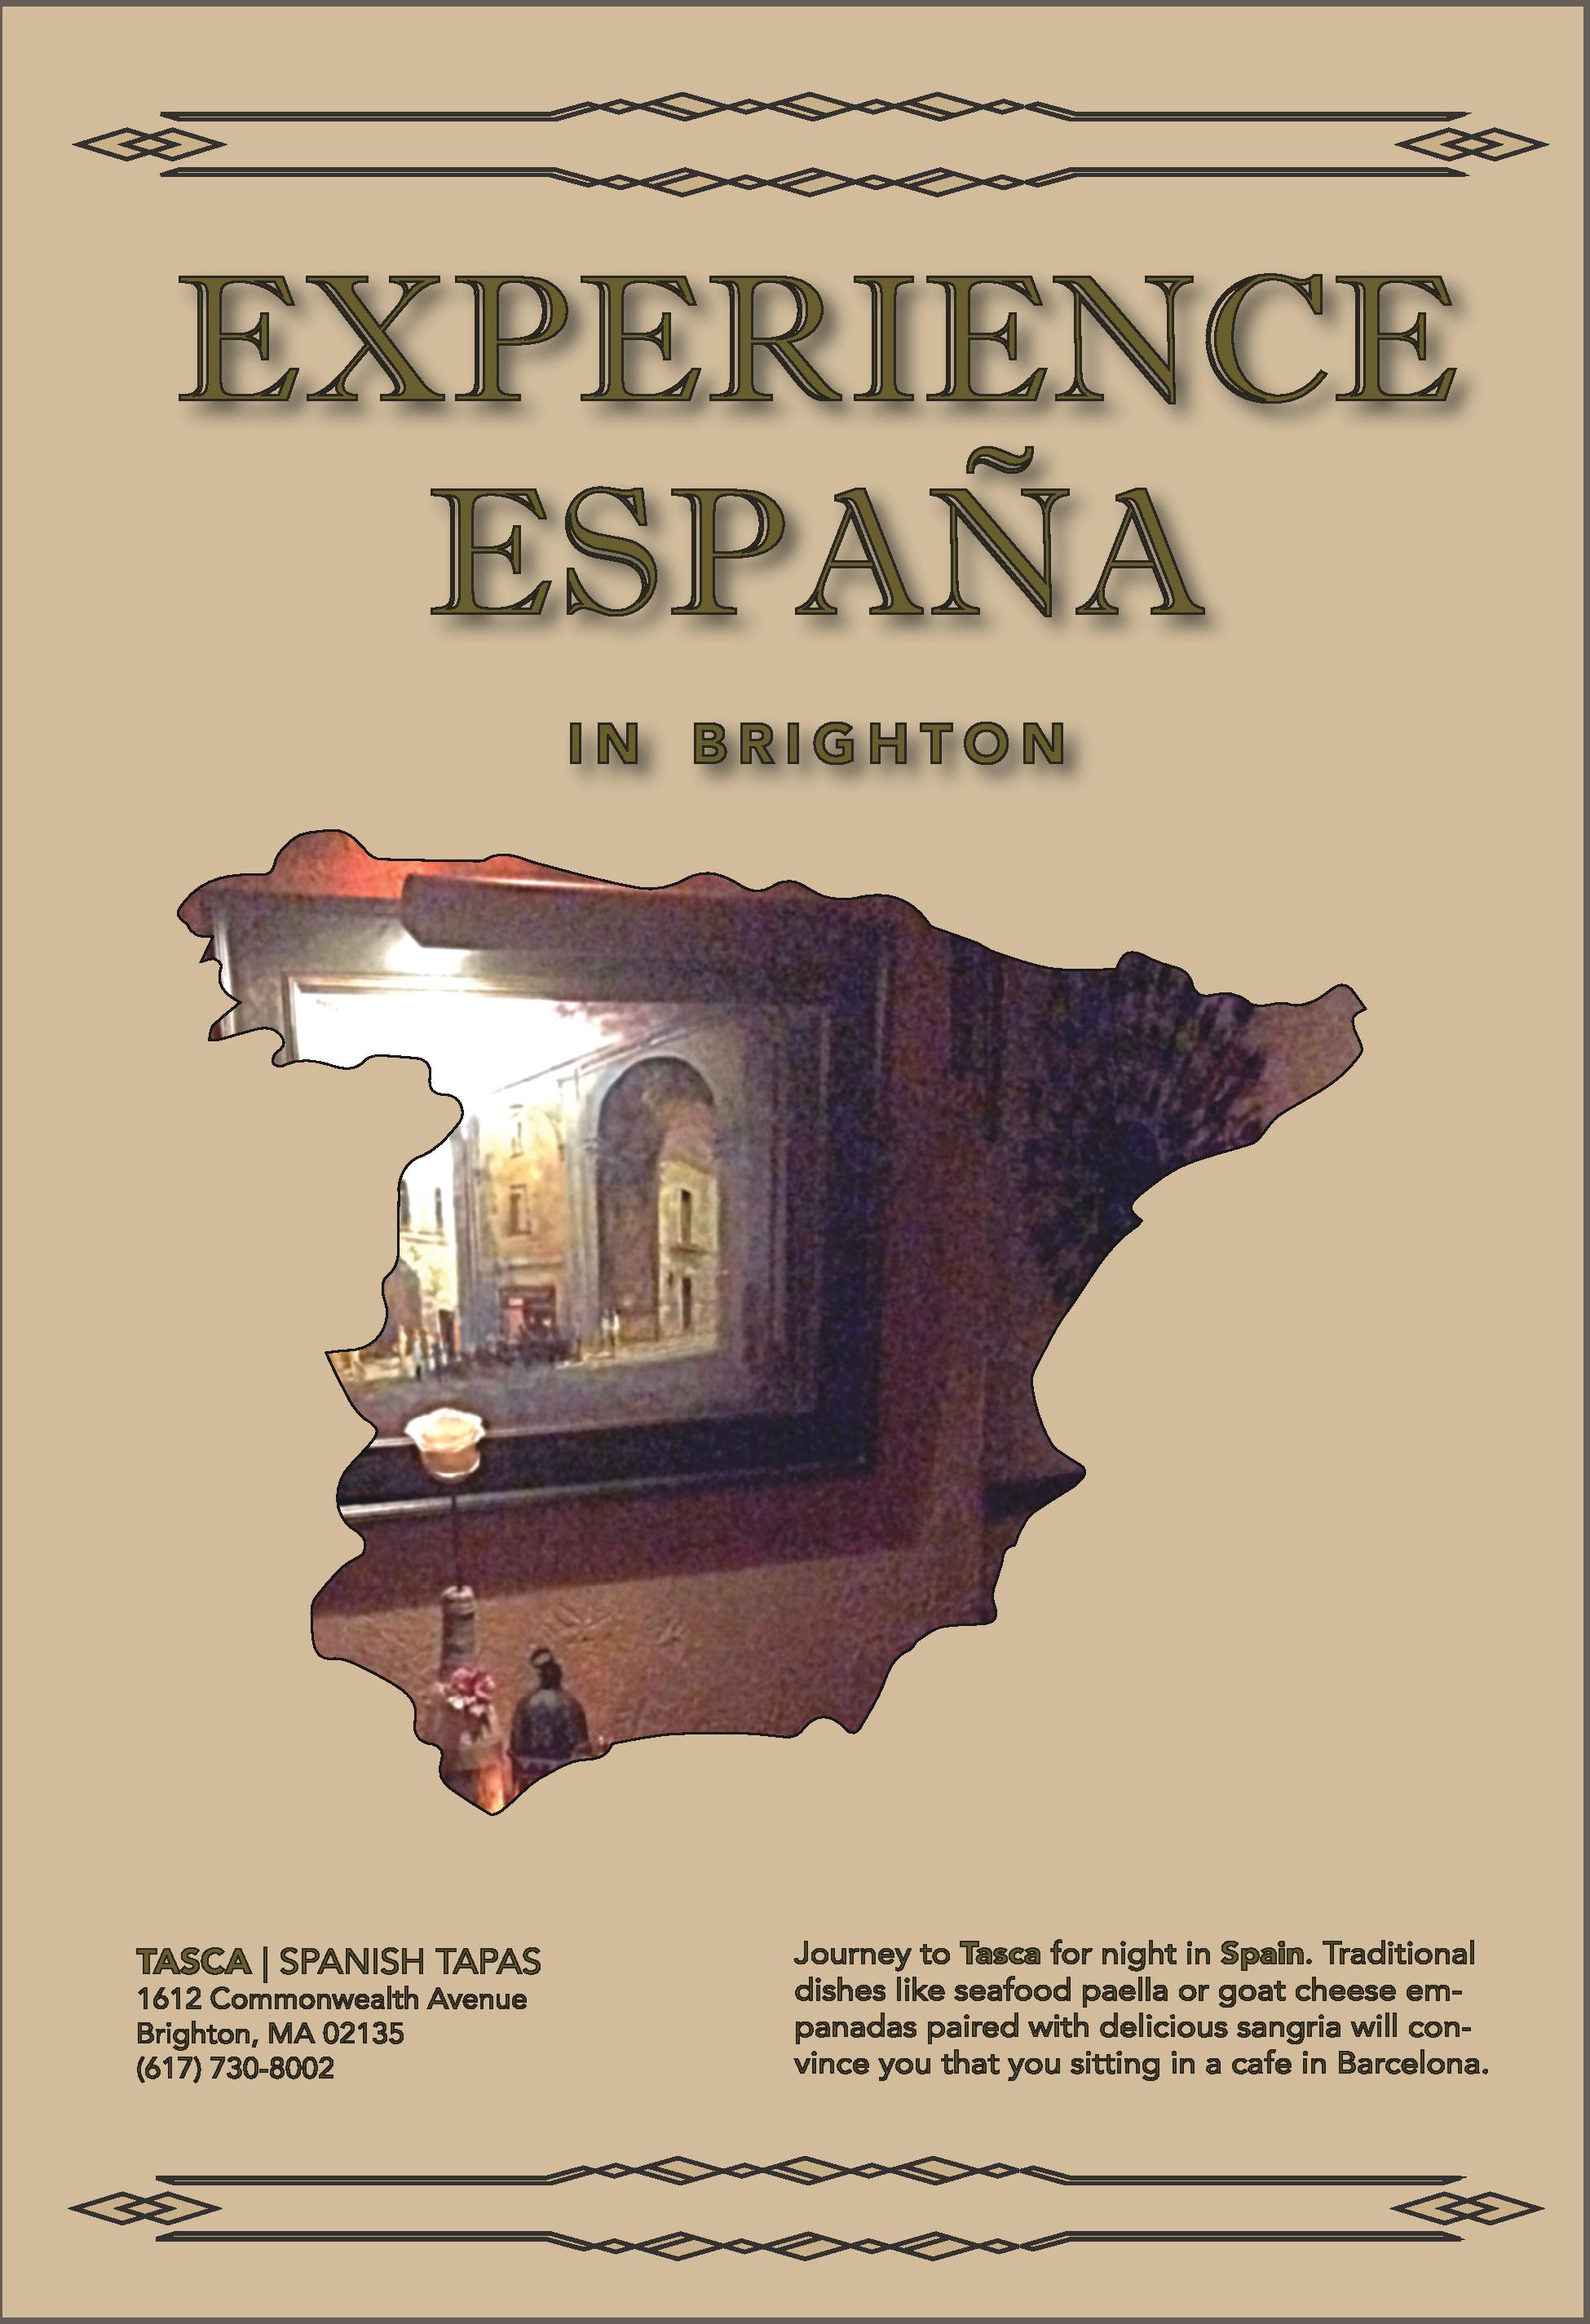 EXPERIENCE
ESPAÑA
IN BRIGHTON
TASCA | SPANISH TAPAS
1612 Commonwealth Avenue
Brighton, MA 02135
(617) 730-8002
Journey to Tasca for night in Spain. Traditional
dishes like seafood paella or goat cheese em-
panadas paired with delicious sangria will con-
vince you that you sitting in a cafe in Barcelona.